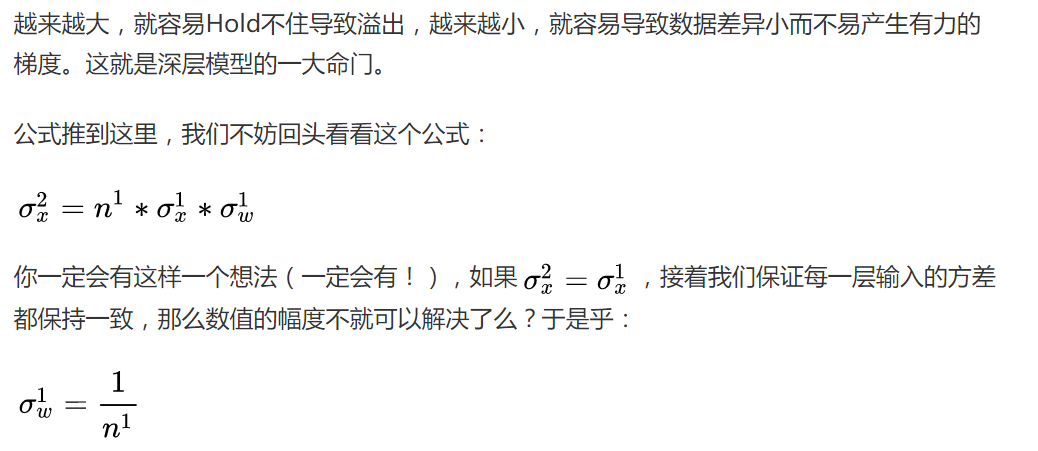 越来越大，就容易Hold不住导致溢出，越来越小，就容易导致数据差异小而不易产生有力的
梯度。这就是深层模型的一大命门。
公式推到这里，我们不妨回头看看这个公式：
σ_x^2 = n^1 * σ_x^1 * σ_w^1
你一定会有这样一个想法（一定会有！），如果 σ_x^2 = σ_x^1 ，接着我们保证每一层输入的方差
都保持一致，那么数值的幅度不就可以解决了么？于是乎：
σ_w^1 = 1/n^1